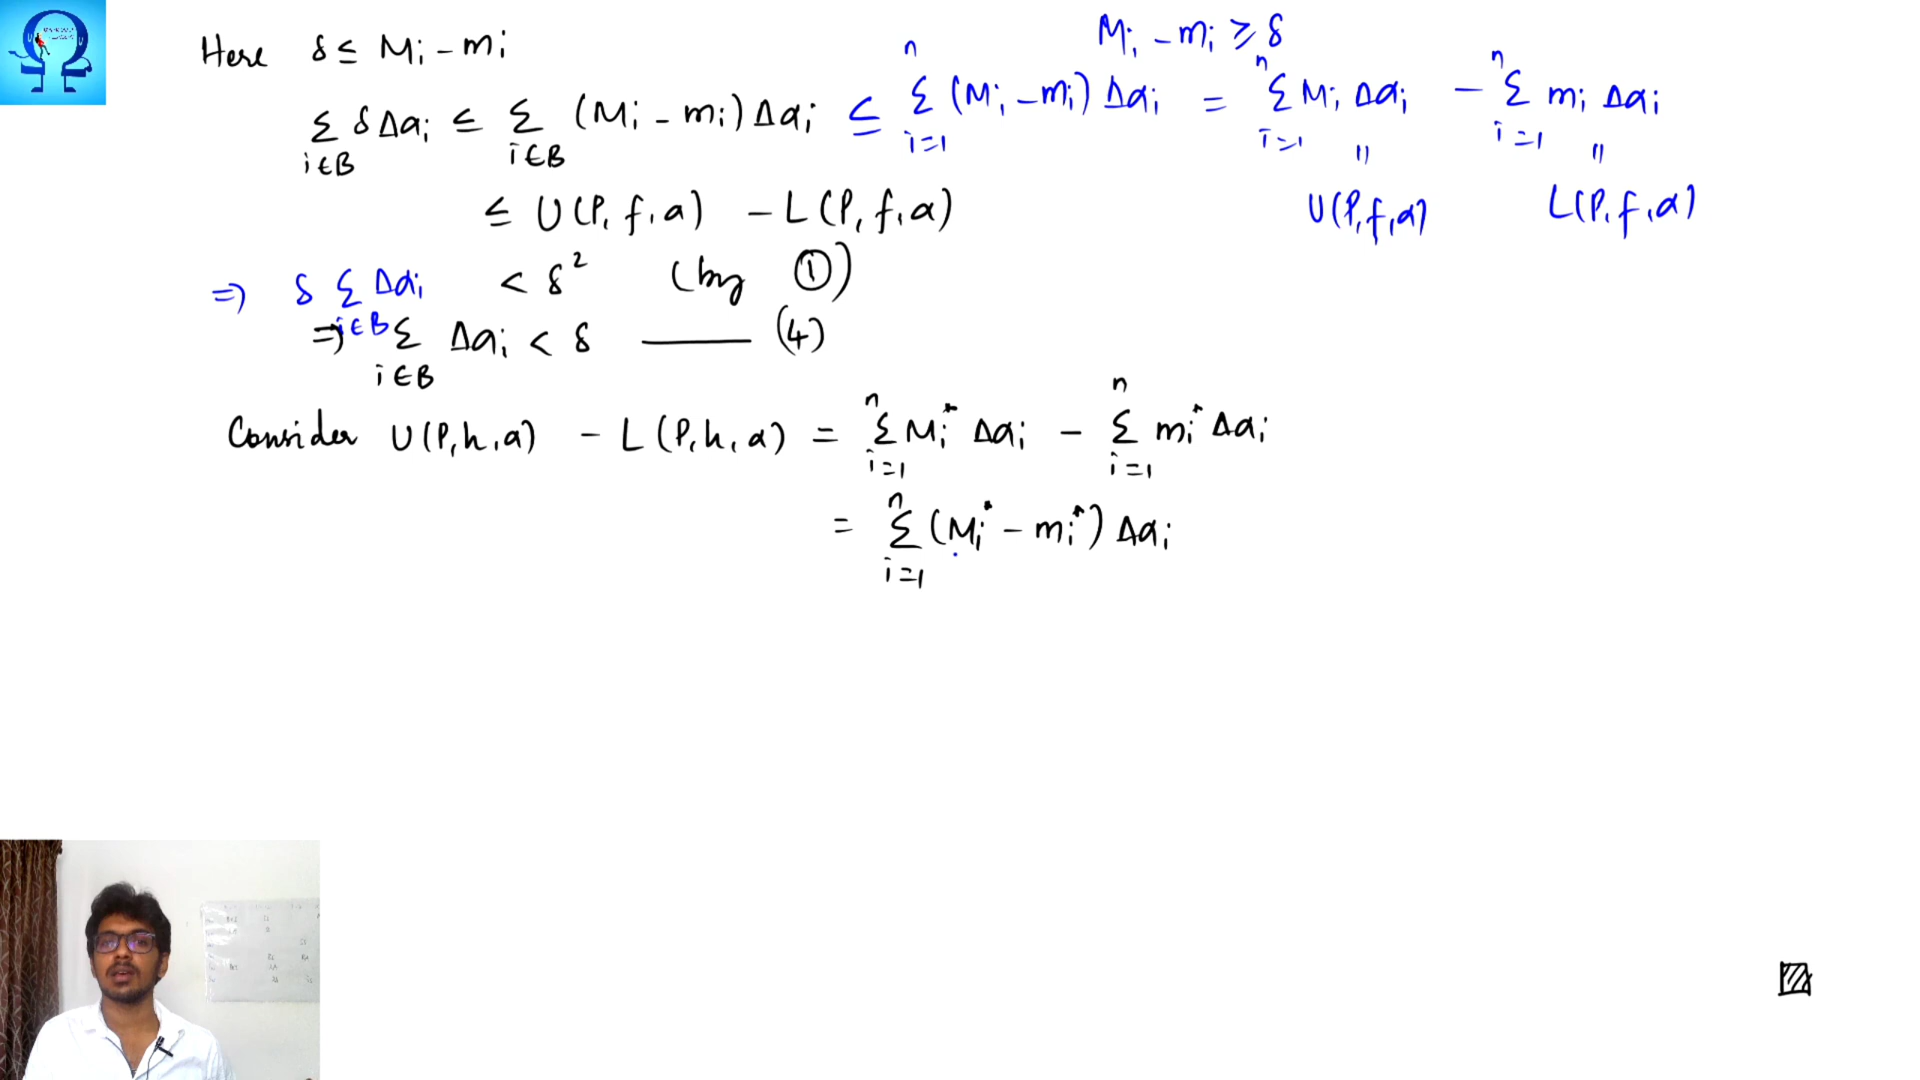 Here δ ≤ Mi - mi
Mi - mi ≥ δ
Σ i∈B δΔαi ≤ Σ i∈B (Mi - mi) Δαi ≤ Σ i=1 n (Mi - mi) Δαi = Σ i=1 n Mi Δαi - Σ i=1 n mi Δαi
≤ U(P, f, α) - L(P, f, α)
" U(P, f, α) " L(P, f, α)
⇒ δ Σ i∈B Δαi < δ² (by ①)
⇒ Σ i∈B Δαi < δ —— (4)
Consider U(P, h, α) - L(P, h, α) = Σ i=1 n Mi* Δαi - Σ i=1 n mi* Δαi
= Σ i=1 n (Mi* - mi*) Δαi